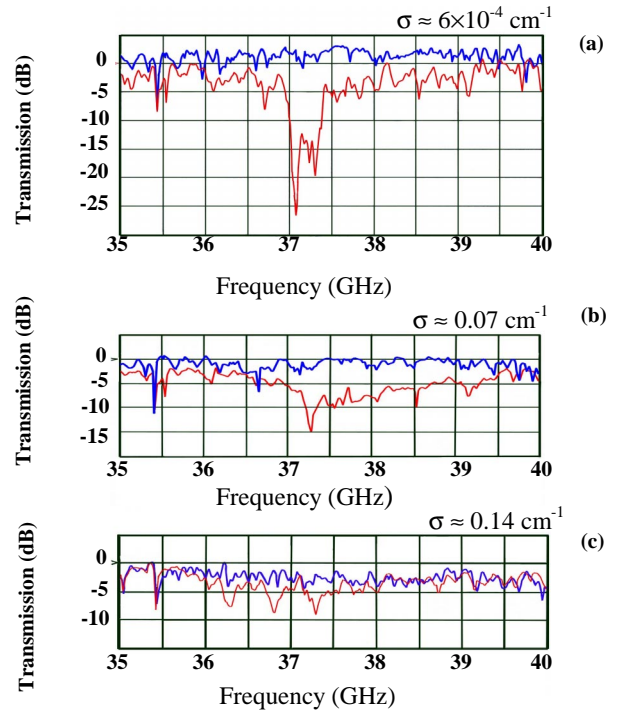 σ ≈ 6×10⁻⁴ cm⁻¹
(a)
Transmission (dB)
0
-5
-10
-15
-20
-25
35 36 37 38 39 40
Frequency (GHz)
σ ≈ 0.07 cm⁻¹
(b)
Transmission (dB)
0
-5
-10
-15
35 36 37 38 39 40
Frequency (GHz)
σ ≈ 0.14 cm⁻¹
(c)
Transmission (dB)
0
-5
-10
35 36 37 38 39 40
Frequency (GHz)